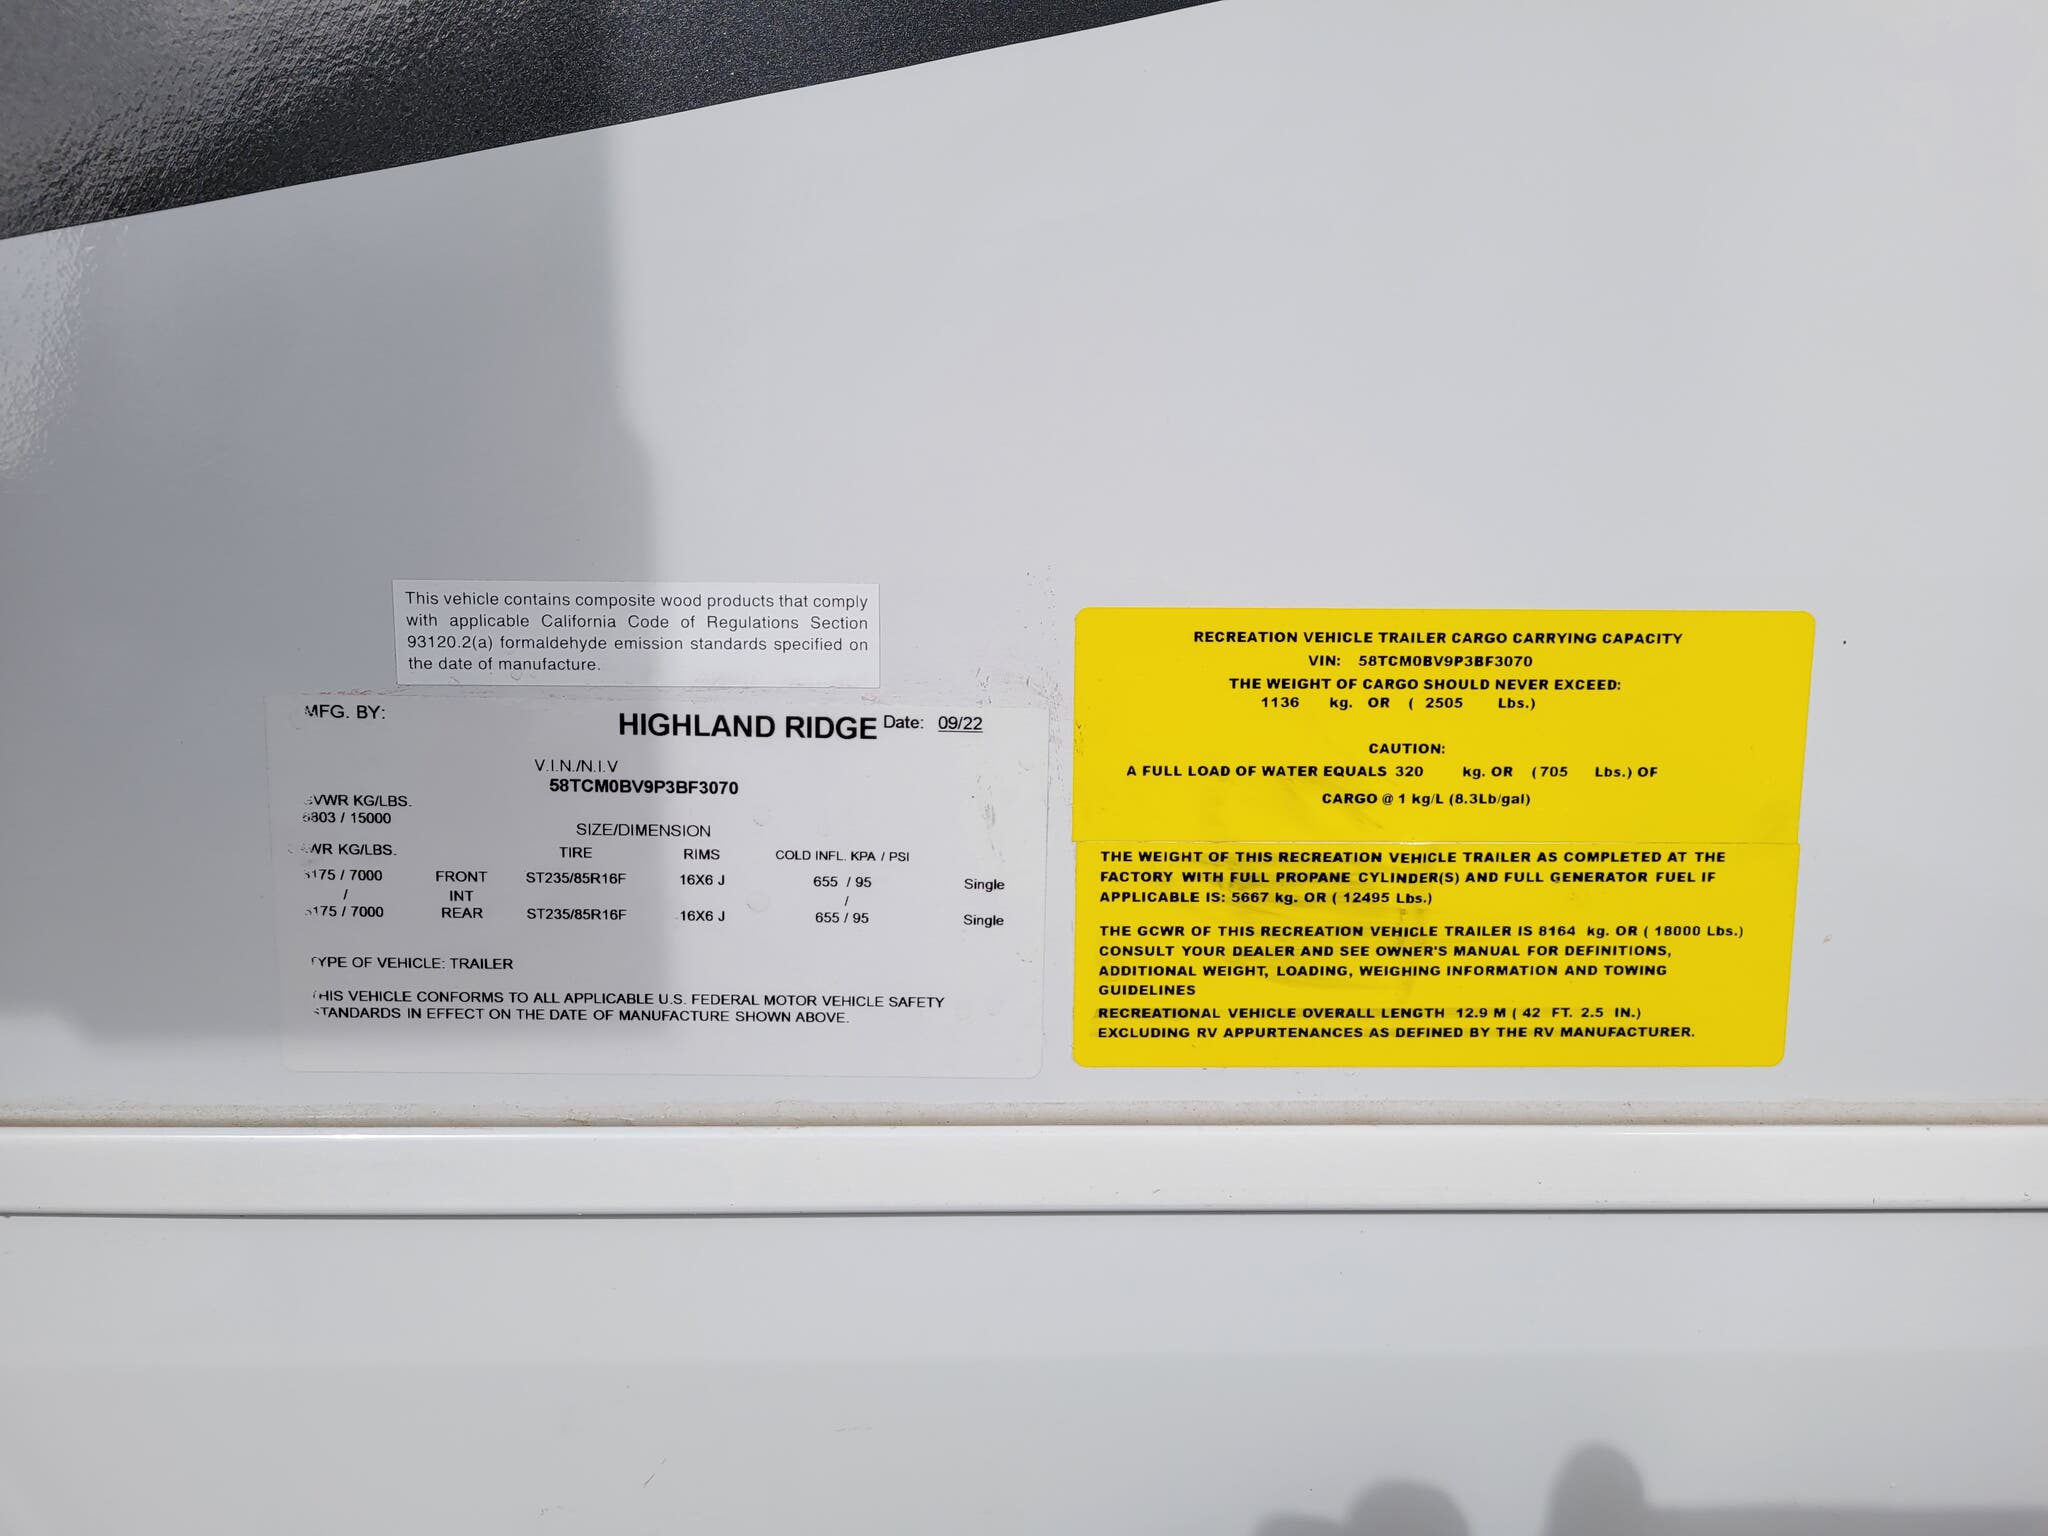 This vehicle contains composite wood products that comply
with applicable California Code of Regulations Section
93120.2(a) formaldehyde emission standards specified on
the date of manufacture.
MFG. BY: HIGHLAND RIDGE Date: 09/22
V.I.N./N.I.V
58TCM0BV9P3BF3070
GVWR KG/LBS.
6803 / 15000
SIZE/DIMENSION
GAWR KG/LBS. TIRE RIMS COLD INFL. KPA / PSI
3175 / 7000 FRONT ST235/85R16F 16X6 J 655 / 95 Single
/ INT /
3175 / 7000 REAR ST235/85R16F 16X6 J 655 / 95 Single
TYPE OF VEHICLE: TRAILER
THIS VEHICLE CONFORMS TO ALL APPLICABLE U.S. FEDERAL MOTOR VEHICLE SAFETY
STANDARDS IN EFFECT ON THE DATE OF MANUFACTURE SHOWN ABOVE.
RECREATION VEHICLE TRAILER CARGO CARRYING CAPACITY
VIN: 58TCM0BV9P3BF3070
THE WEIGHT OF CARGO SHOULD NEVER EXCEED:
1136 kg. OR ( 2505 Lbs.)
CAUTION:
A FULL LOAD OF WATER EQUALS 320 kg. OR (705 Lbs.) OF
CARGO @ 1 kg/L (8.3Lb/gal)
THE WEIGHT OF THIS RECREATION VEHICLE TRAILER AS COMPLETED AT THE
FACTORY WITH FULL PROPANE CYLINDER(S) AND FULL GENERATOR FUEL IF
APPLICABLE IS: 5667 kg. OR ( 12495 Lbs.)
THE GCWR OF THIS RECREATION VEHICLE TRAILER IS 8164 kg. OR ( 18000 Lbs.)
CONSULT YOUR DEALER AND SEE OWNER'S MANUAL FOR DEFINITIONS,
ADDITIONAL WEIGHT, LOADING, WEIGHING INFORMATION AND TOWING
GUIDELINES
RECREATIONAL VEHICLE OVERALL LENGTH 12.9 M ( 42 FT. 2.5 IN.)
EXCLUDING RV APPURTENANCES AS DEFINED BY THE RV MANUFACTURER.